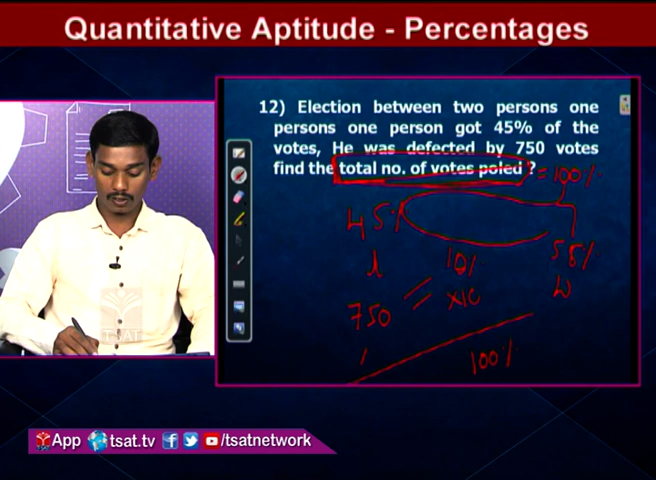 Quantitative Aptitude - Percentages
12) Election between two persons one
persons one person got 45% of the
votes, He was defected by 750 votes
find the total no. of votes poled ?
= 100%
45%
55%
l
10%
W
750
=
x10
100%
T-SAT
App tsat.tv /tsatnetwork